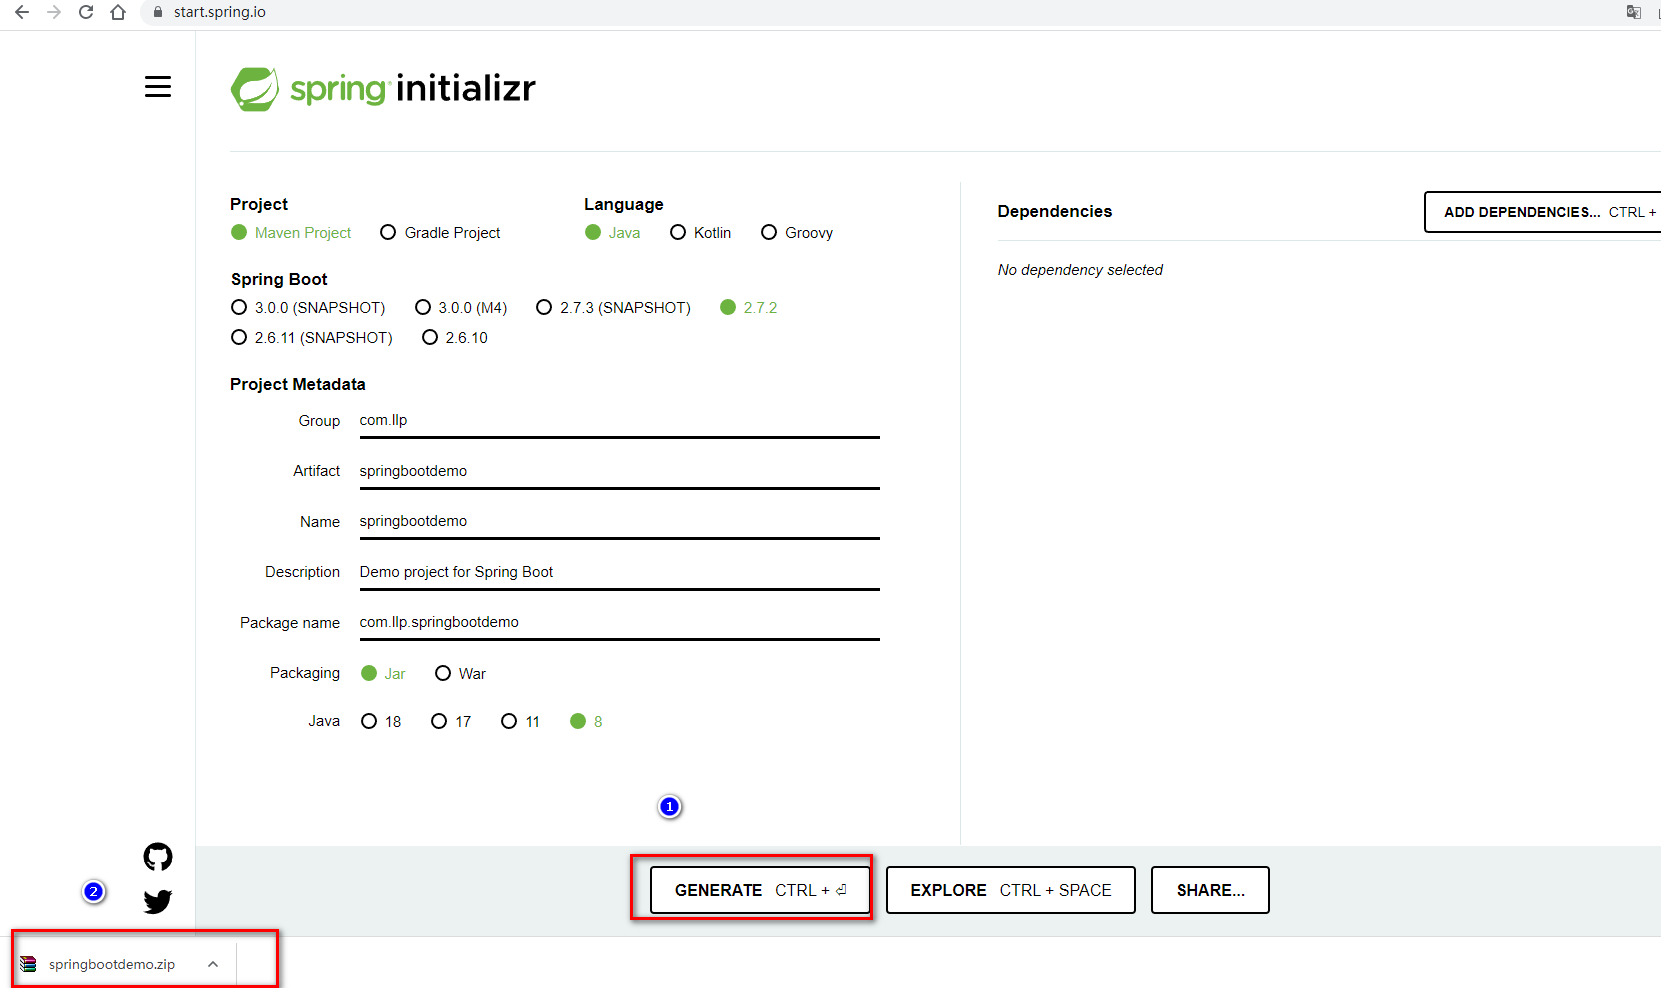 start.spring.io
spring initializr
Project
Maven Project Gradle Project
Language
Java Kotlin Groovy
Spring Boot
3.0.0 (SNAPSHOT) 3.0.0 (M4) 2.7.3 (SNAPSHOT) 2.7.2
2.6.11 (SNAPSHOT) 2.6.10
Project Metadata
Group com.llp
Artifact springbootdemo
Name springbootdemo
Description Demo project for Spring Boot
Package name com.llp.springbootdemo
Packaging Jar War
Java 18 17 11 8
Dependencies
ADD DEPENDENCIES... CTRL +
No dependency selected
1
GENERATE CTRL + ⏎ EXPLORE CTRL + SPACE SHARE...
2
springbootdemo.zip